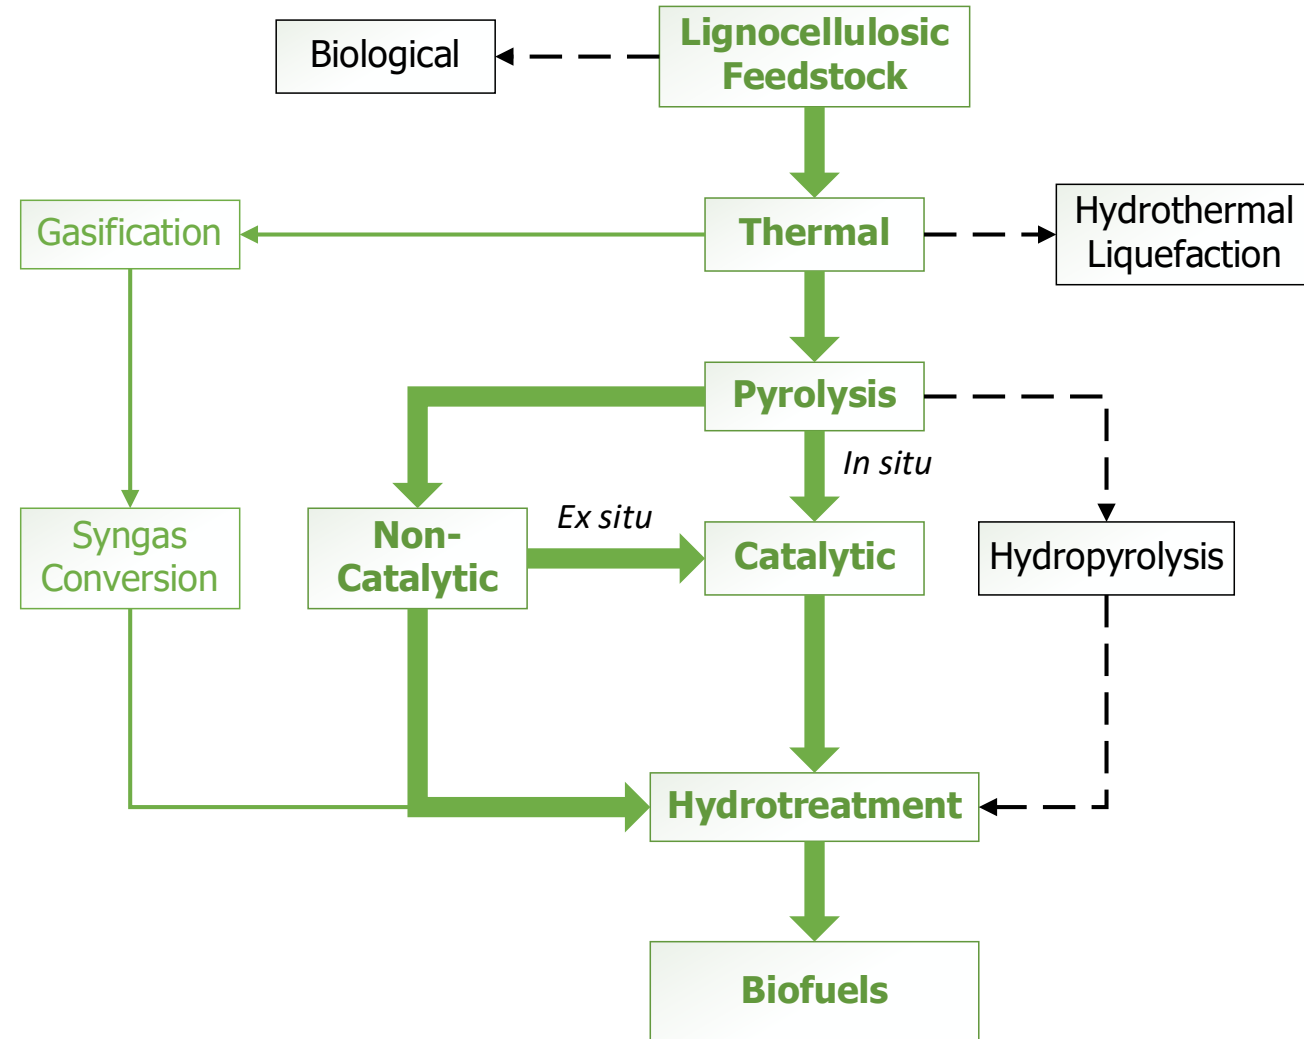 Biological
Lignocellulosic
Feedstock
Gasification
Thermal
Hydrothermal
Liquefaction
Pyrolysis
In situ
Ex situ
Syngas
Conversion
Non-
Catalytic
Catalytic
Hydropyrolysis
Hydrotreatment
Biofuels